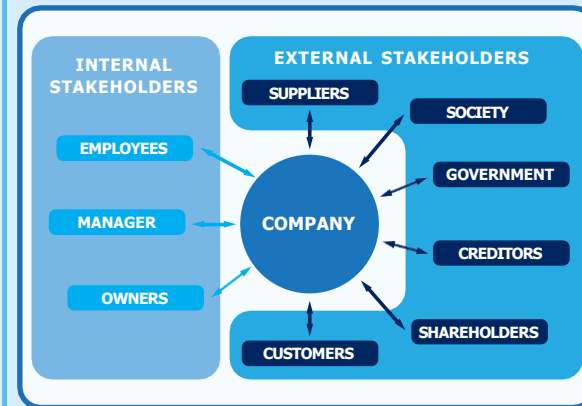 INTERNAL
STAKEHOLDERS
EXTERNAL STAKEHOLDERS
SUPPLIERS
SOCIETY
EMPLOYEES
GOVERNMENT
MANAGER
COMPANY
CREDITORS
OWNERS
SHAREHOLDERS
CUSTOMERS